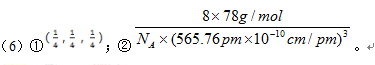 (6) ①(1/4, 1/4, 1/4)；② (8×78g/mol)/(N_A×(565.76pm×10^{-10}cm/pm)^3) 。